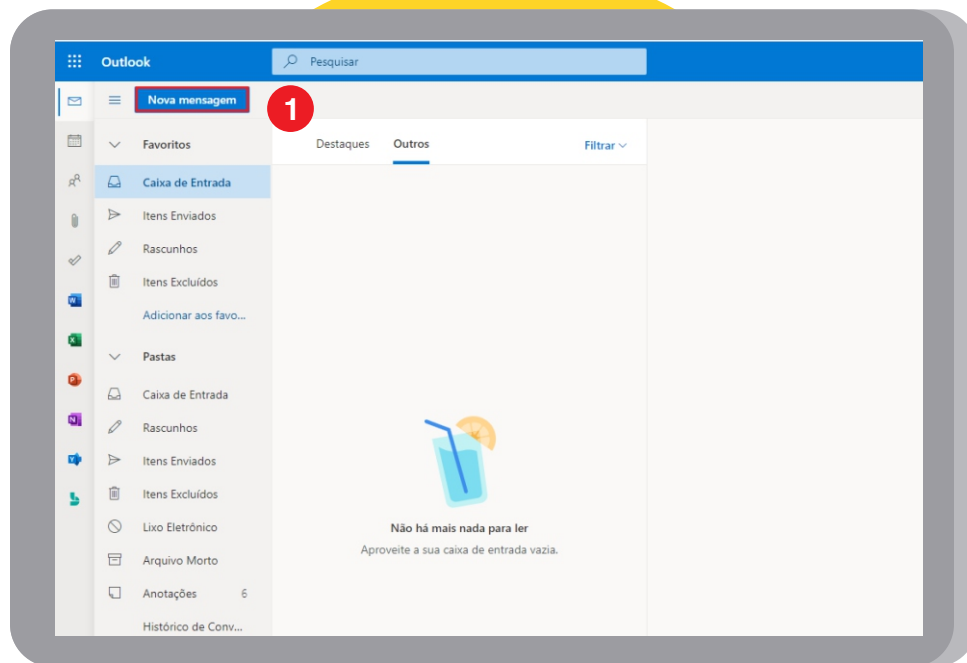 Outlook
Pesquisar
Nova mensagem
1
Favoritos
Destaques
Outros
Filtrar
Caixa de Entrada
Itens Enviados
Rascunhos
Itens Excluídos
Adicionar aos favo...
Pastas
Caixa de Entrada
Rascunhos
Itens Enviados
Itens Excluídos
Lixo Eletrônico
Arquivo Morto
Anotações 6
Histórico de Conv...
Não há mais nada para ler
Aproveite a sua caixa de entrada vazia.